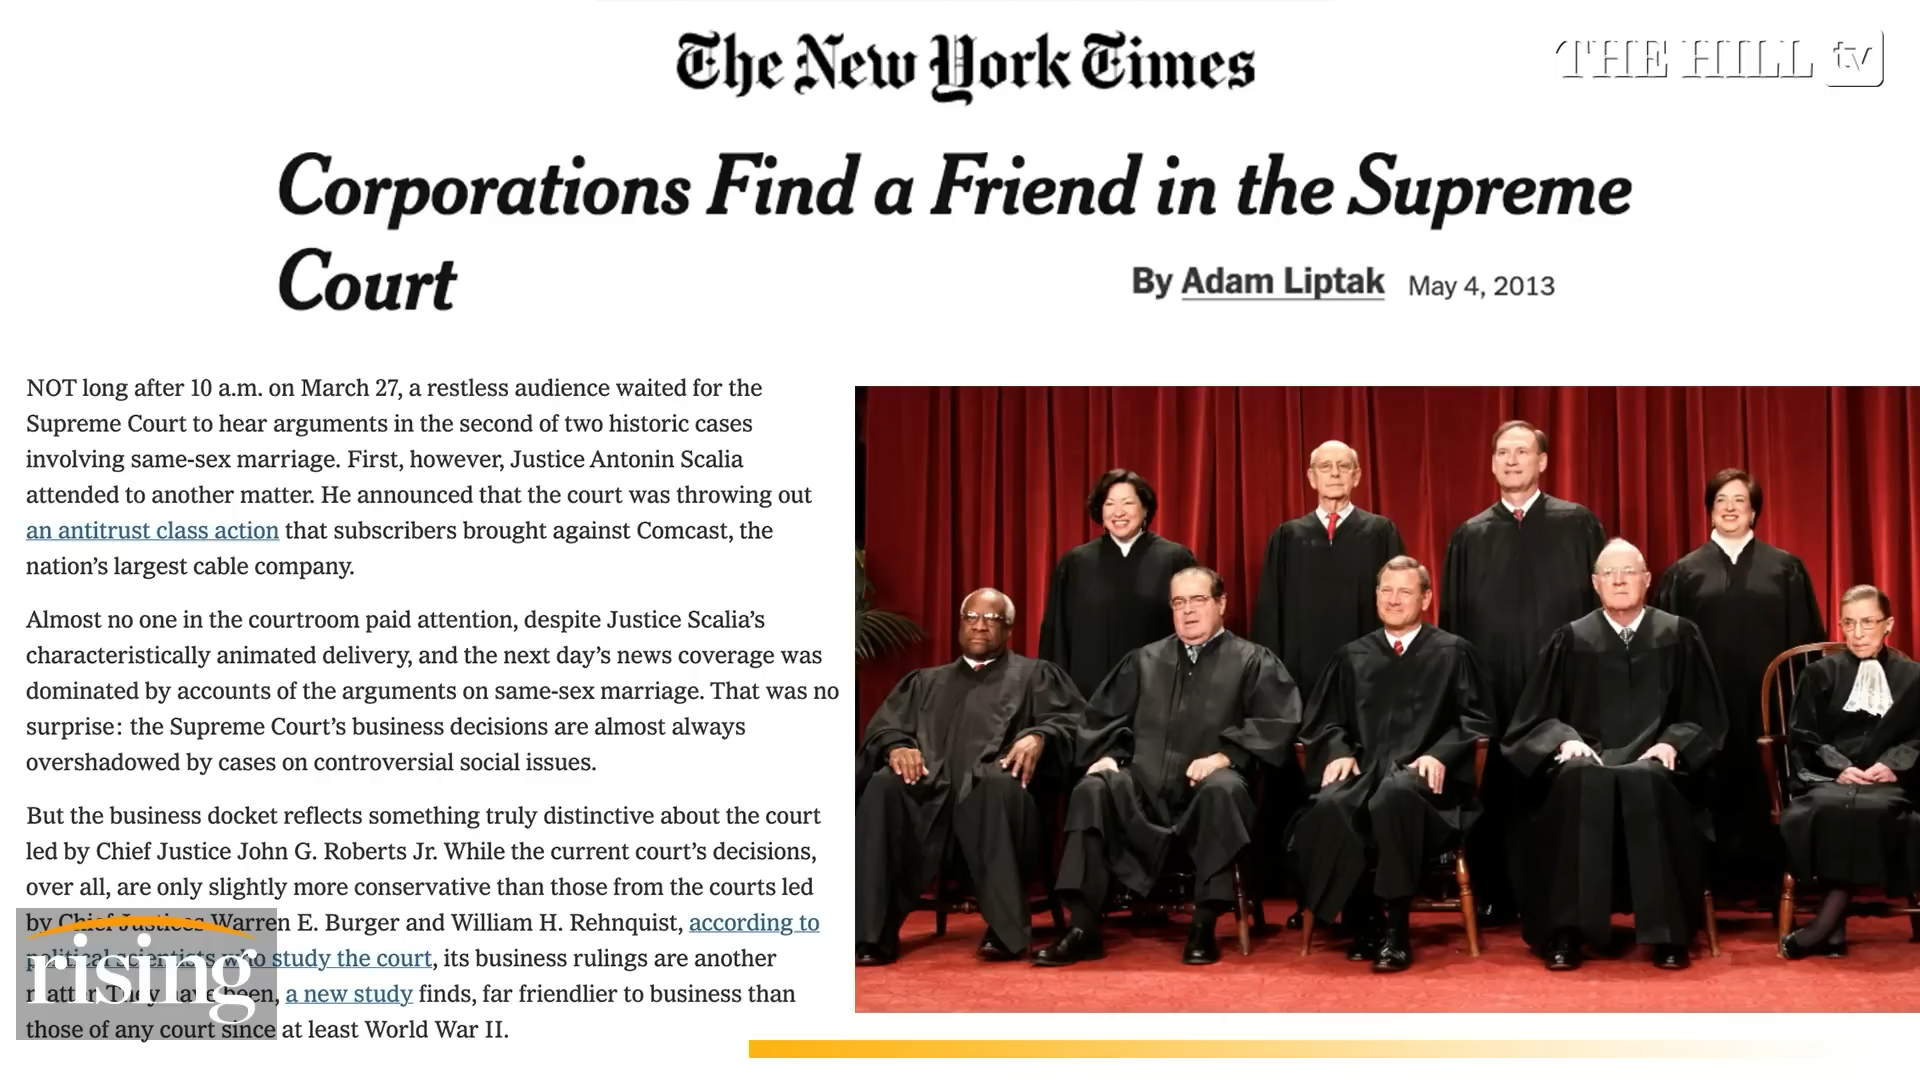 The New York Times
THE HILL tv
Corporations Find a Friend in the Supreme
Court
By Adam Liptak May 4, 2013
NOT long after 10 a.m. on March 27, a restless audience waited for the
Supreme Court to hear arguments in the second of two historic cases
involving same-sex marriage. First, however, Justice Antonin Scalia
attended to another matter. He announced that the court was throwing out
an antitrust class action that subscribers brought against Comcast, the
nation’s largest cable company.
Almost no one in the courtroom paid attention, despite Justice Scalia’s
characteristically animated delivery, and the next day’s news coverage was
dominated by accounts of the arguments on same-sex marriage. That was no
surprise: the Supreme Court’s business decisions are almost always
overshadowed by cases on controversial social issues.
But the business docket reflects something truly distinctive about the court
led by Chief Justice John G. Roberts Jr. While the current court’s decisions,
over all, are only slightly more conservative than those from the courts led
by Chief Justices Warren E. Burger and William H. Rehnquist, according to
political scientists who study the court, its business rulings are another
matter. They have been, a new study finds, far friendlier to business than
those of any court since at least World War II.
rising